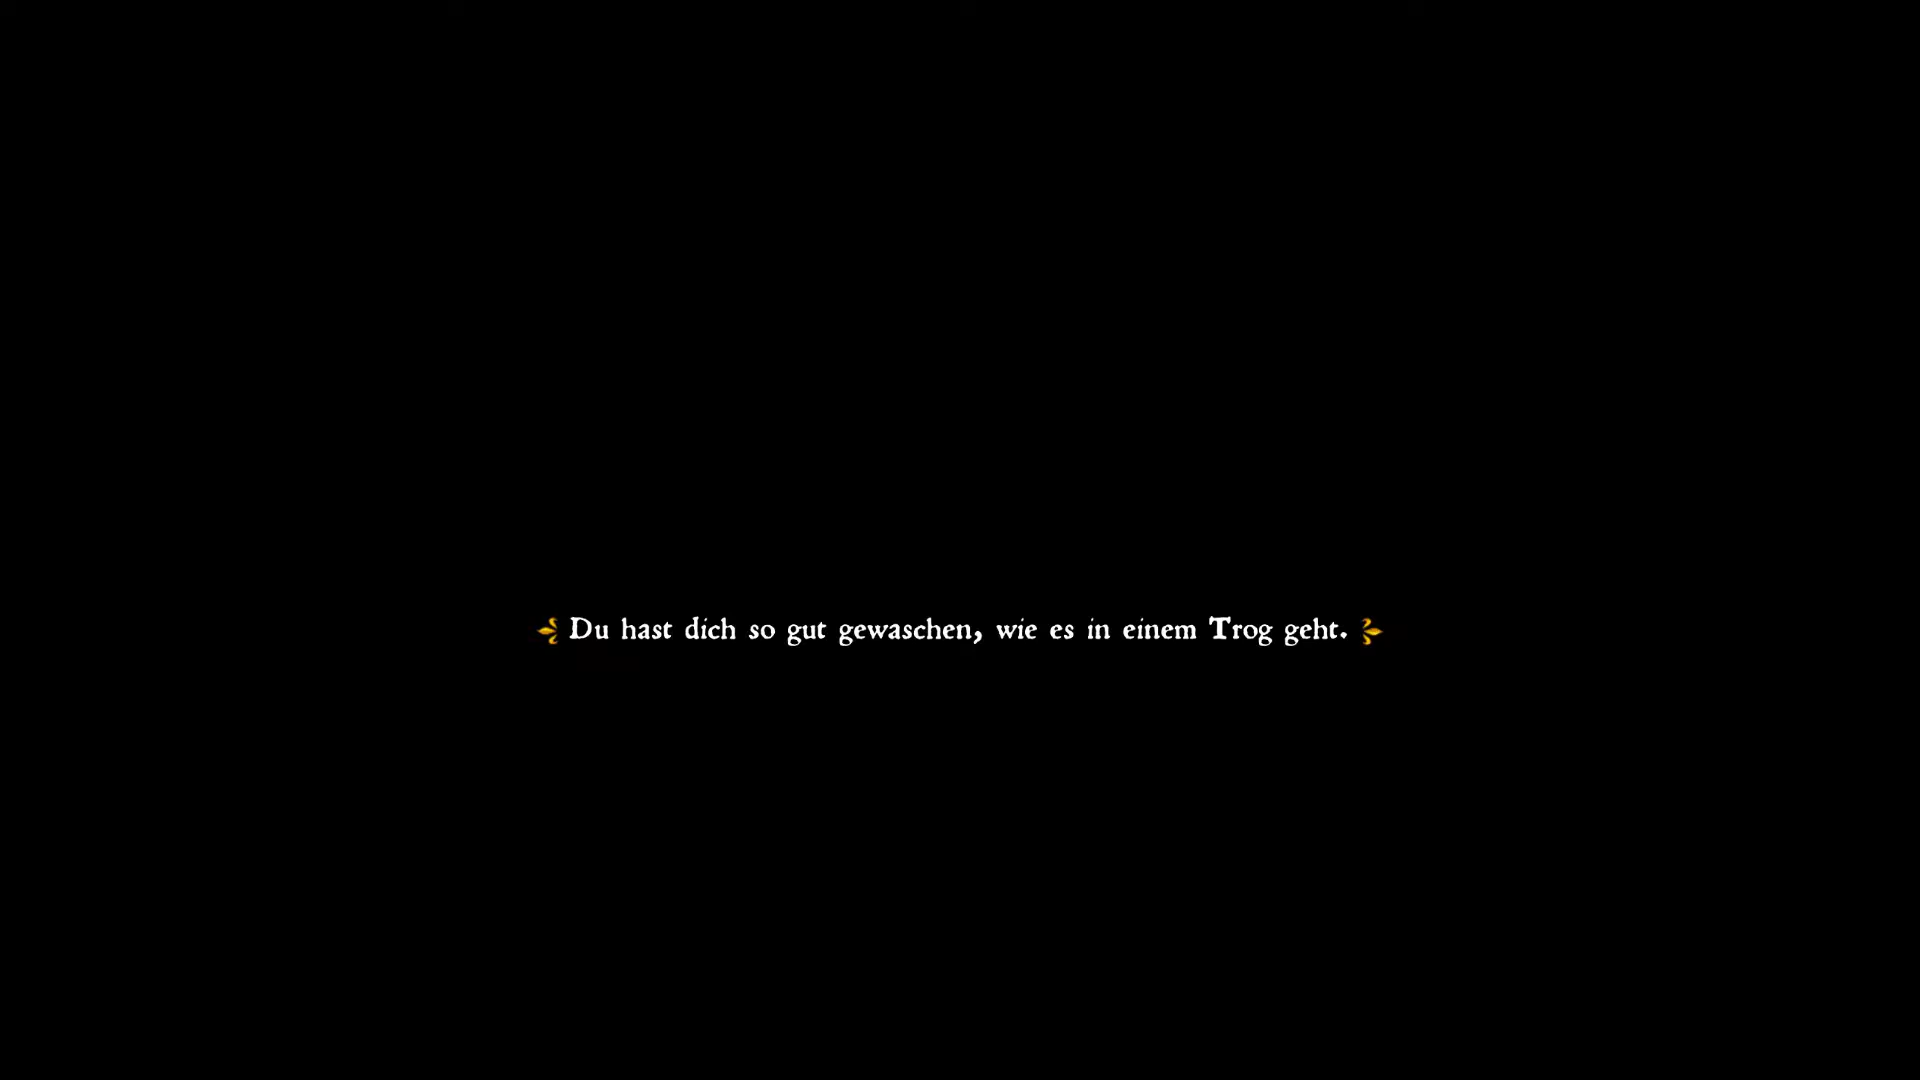 Du hast dich so gut gewaschen, wie es in einem Trog geht.